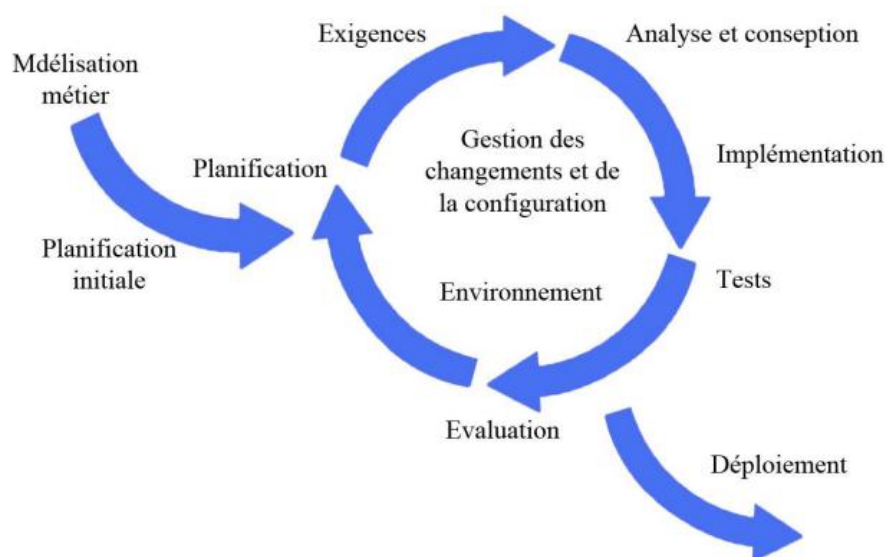 Exigences
Analyse et conseption
Mdélisation
métier
Gestion des
changements et de
la configuration
Implémentation
Planification
Planification
initiale
Environnement
Tests
Evaluation
Déploiement